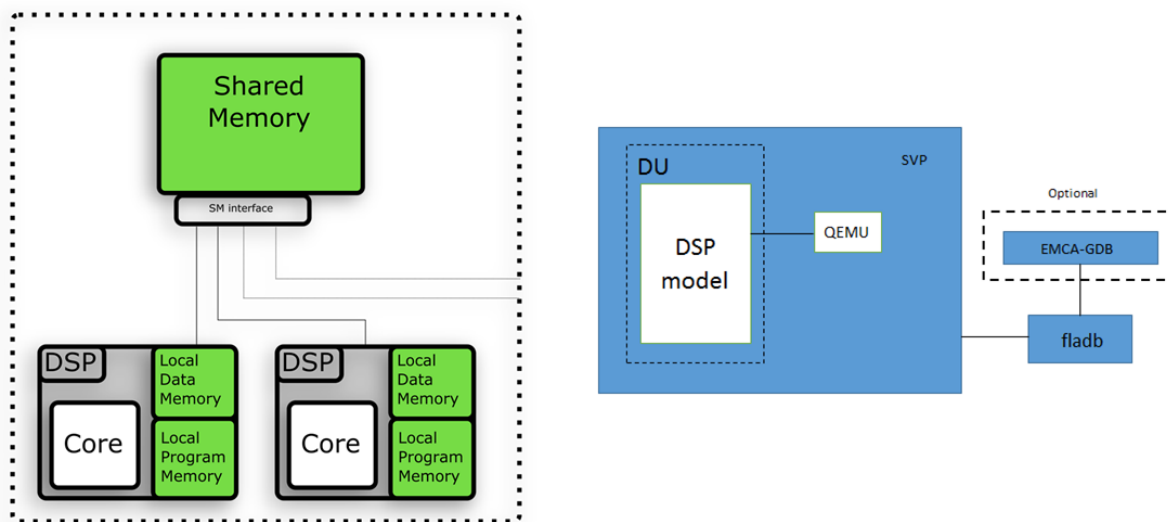 Shared
Memory
SM interface
DSP
Local
Data
Memory
Core
Local
Program
Memory
DSP
Local
Data
Memory
Core
Local
Program
Memory
SVP
DU
DSP
model
QEMU
Optional
EMCA-GDB
fladb